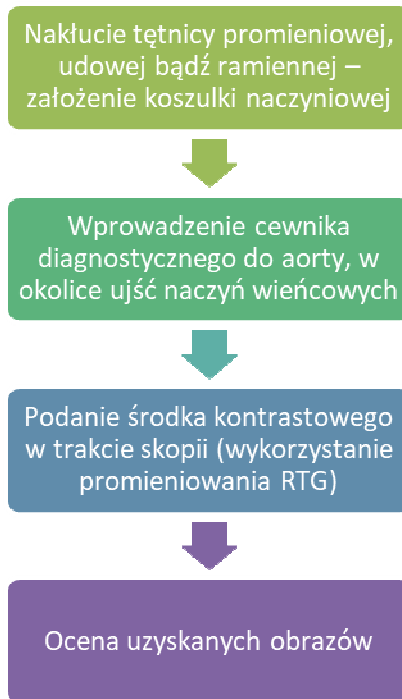 Nakłucie tętnicy promieniowej,
udowej bądź ramiennej –
założenie koszulki naczyniowej
Wprowadzenie cewnika
diagnostycznego do aorty, w
okolice ujść naczyń wieńcowych
Podanie środka kontrastowego
w trakcie skopii (wykorzystanie
promieniowania RTG)
Ocena uzyskanych obrazów